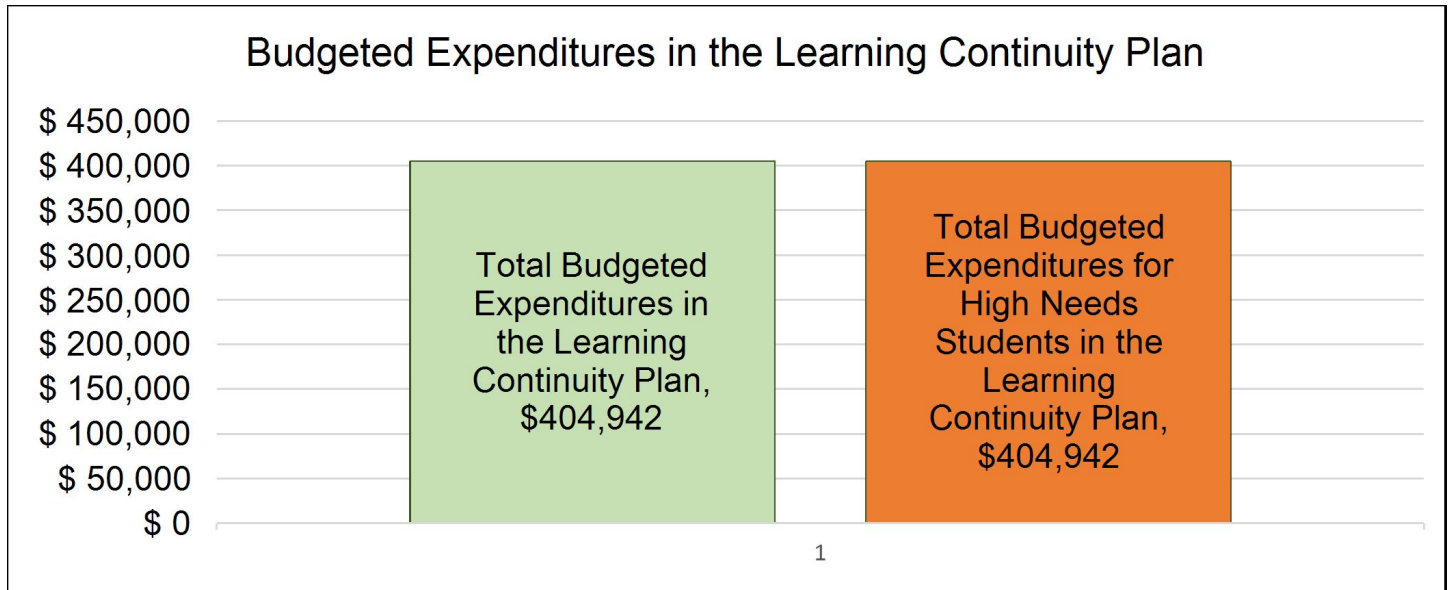 Budgeted Expenditures in the Learning Continuity Plan
$ 450,000
$ 400,000
$ 350,000
$ 300,000
$ 250,000
$ 200,000
$ 150,000
$ 100,000
$ 50,000
$ 0
Total Budgeted
Expenditures in
the Learning
Continuity Plan,
$404,942
Total Budgeted
Expenditures for
High Needs
Students in the
Learning
Continuity Plan,
$404,942
1